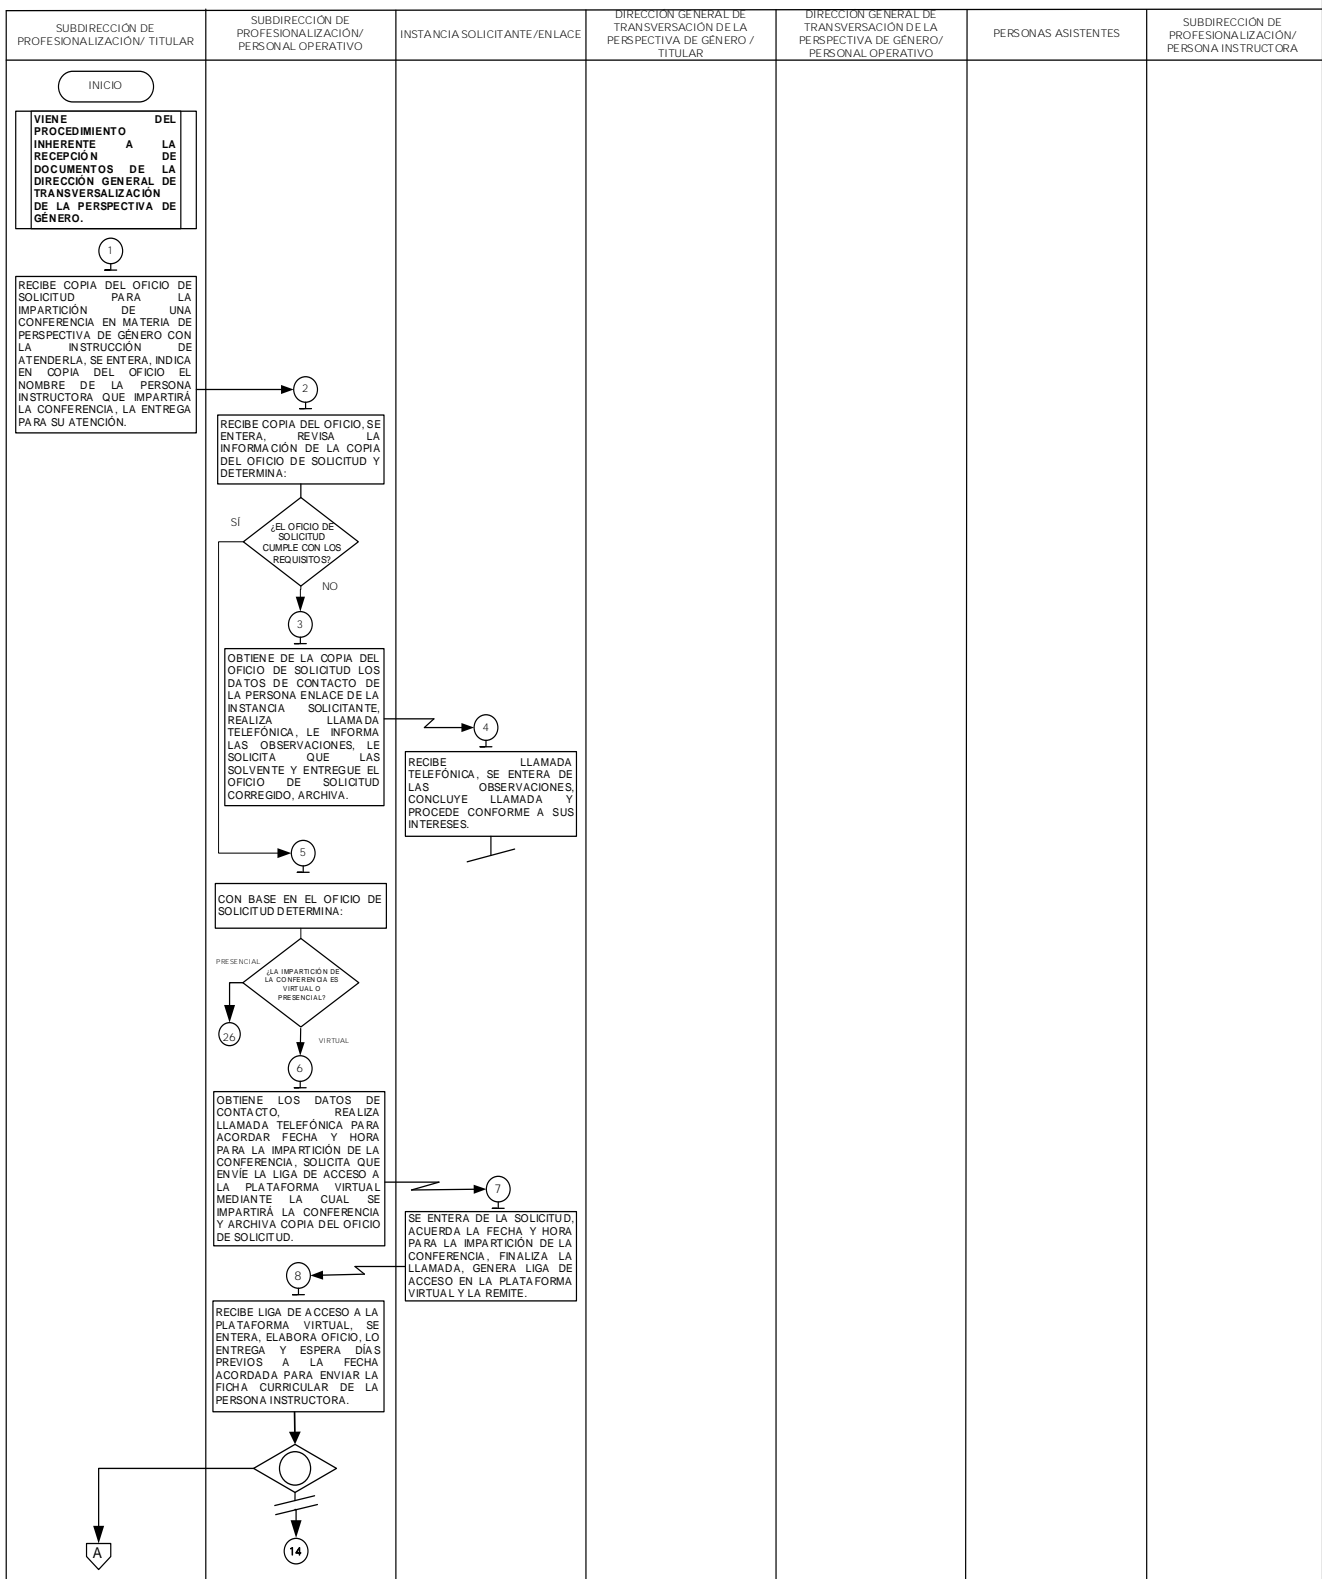 SUBDIRECCIÓN DE
PROFESIONALIZACIÓN/ TITULAR
SUBDIRECCIÓN DE
PROFESIONALIZACIÓN/
PERSONAL OPERATIVO
INSTANCIA SOLICITANTE/ENLACE
DIRECCIÓN GENERAL DE
TRANSVERSACIÓN DE LA
PERSPECTIVA DE GÉNERO /
TITULAR
DIRECCIÓN GENERAL DE
TRANSVERSACIÓN DE LA
PERSPECTIVA DE GÉNERO/
PERSONAL OPERATIVO
PERSONAS ASISTENTES
SUBDIRECCIÓN DE
PROFESIONALIZACIÓN/
PERSONA INSTRUCTORA
INICIO
VIENE DEL
PROCEDIMIENTO
INHERENTE A LA
RECEPCIÓN DE
DOCUMENTOS DE LA
DIRECCIÓN GENERAL DE
TRANSVERSALIZACIÓN
DE LA PERSPECTIVA DE
GÉNERO.
1
RECIBE COPIA DEL OFICIO DE
SOLICITUD PARA LA
IMPARTICIÓN DE UNA
CONFERENCIA EN MATERIA DE
PERSPECTIVA DE GÉNERO CON
LA INSTRUCCIÓN DE
ATENDERLA, SE ENTERA, INDICA
EN COPIA DEL OFICIO EL
NOMBRE DE LA PERSONA
INSTRUCTORA QUE IMPARTIRÁ
LA CONFERENCIA, LA ENTREGA
PARA SU ATENCIÓN.
2
RECIBE COPIA DEL OFICIO, SE
ENTERA, REVISA LA
INFORMACIÓN DE LA COPIA
DEL OFICIO DE SOLICITUD Y
DETERMINA:
SÍ
¿EL OFICIO DE
SOLICITUD
CUMPLE CON LOS
REQUISITOS?
NO
3
OBTIENE DE LA COPIA DEL
OFICIO DE SOLICITUD LOS
DATOS DE CONTACTO DE
LA PERSONA ENLACE DE LA
INSTANCIA SOLICITANTE,
REALIZA LLAMADA
TELEFÓNICA, LE INFORMA
LAS OBSERVACIONES, LE
SOLICITA QUE LAS
SOLVENTE Y ENTREGUE EL
OFICIO DE SOLICITUD
CORREGIDO, ARCHIVA.
4
RECIBE LLAMADA
TELEFÓNICA, SE ENTERA DE
LAS OBSERVACIONES,
CONCLUYE LLAMADA Y
PROCEDE CONFORME A SUS
INTERESES.
5
CON BASE EN EL OFICIO DE
SOLICITUD DETERMINA:
PRESENCIAL
¿LA IMPARTICIÓN DE
LA CONFERENCIA ES
VIRTUAL O
PRESENCIAL?
26
VIRTUAL
6
OBTIENE LOS DATOS DE
CONTACTO, REALIZA
LLAMADA TELEFÓNICA PARA
ACORDAR FECHA Y HORA
PARA LA IMPARTICIÓN DE LA
CONFERENCIA, SOLICITA QUE
ENVÍE LA LIGA DE ACCESO A
LA PLATAFORMA VIRTUAL
MEDIANTE LA CUAL SE
IMPARTIRÁ LA CONFERENCIA
Y ARCHIVA COPIA DEL OFICIO
DE SOLICITUD.
7
SE ENTERA DE LA SOLICITUD,
ACUERDA LA FECHA Y HORA
PARA LA IMPARTICIÓN DE LA
CONFERENCIA, FINALIZA LA
LLAMADA, GENERA LIGA DE
ACCESO EN LA PLATAFORMA
VIRTUAL Y LA REMITE.
8
RECIBE LIGA DE ACCESO A LA
PLATAFORMA VIRTUAL, SE
ENTERA, ELABORA OFICIO, LO
ENTREGA Y ESPERA DÍAS
PREVIOS A LA FECHA
ACORDADA PARA ENVIAR LA
FICHA CURRICULAR DE LA
PERSONA INSTRUCTORA.
A
14